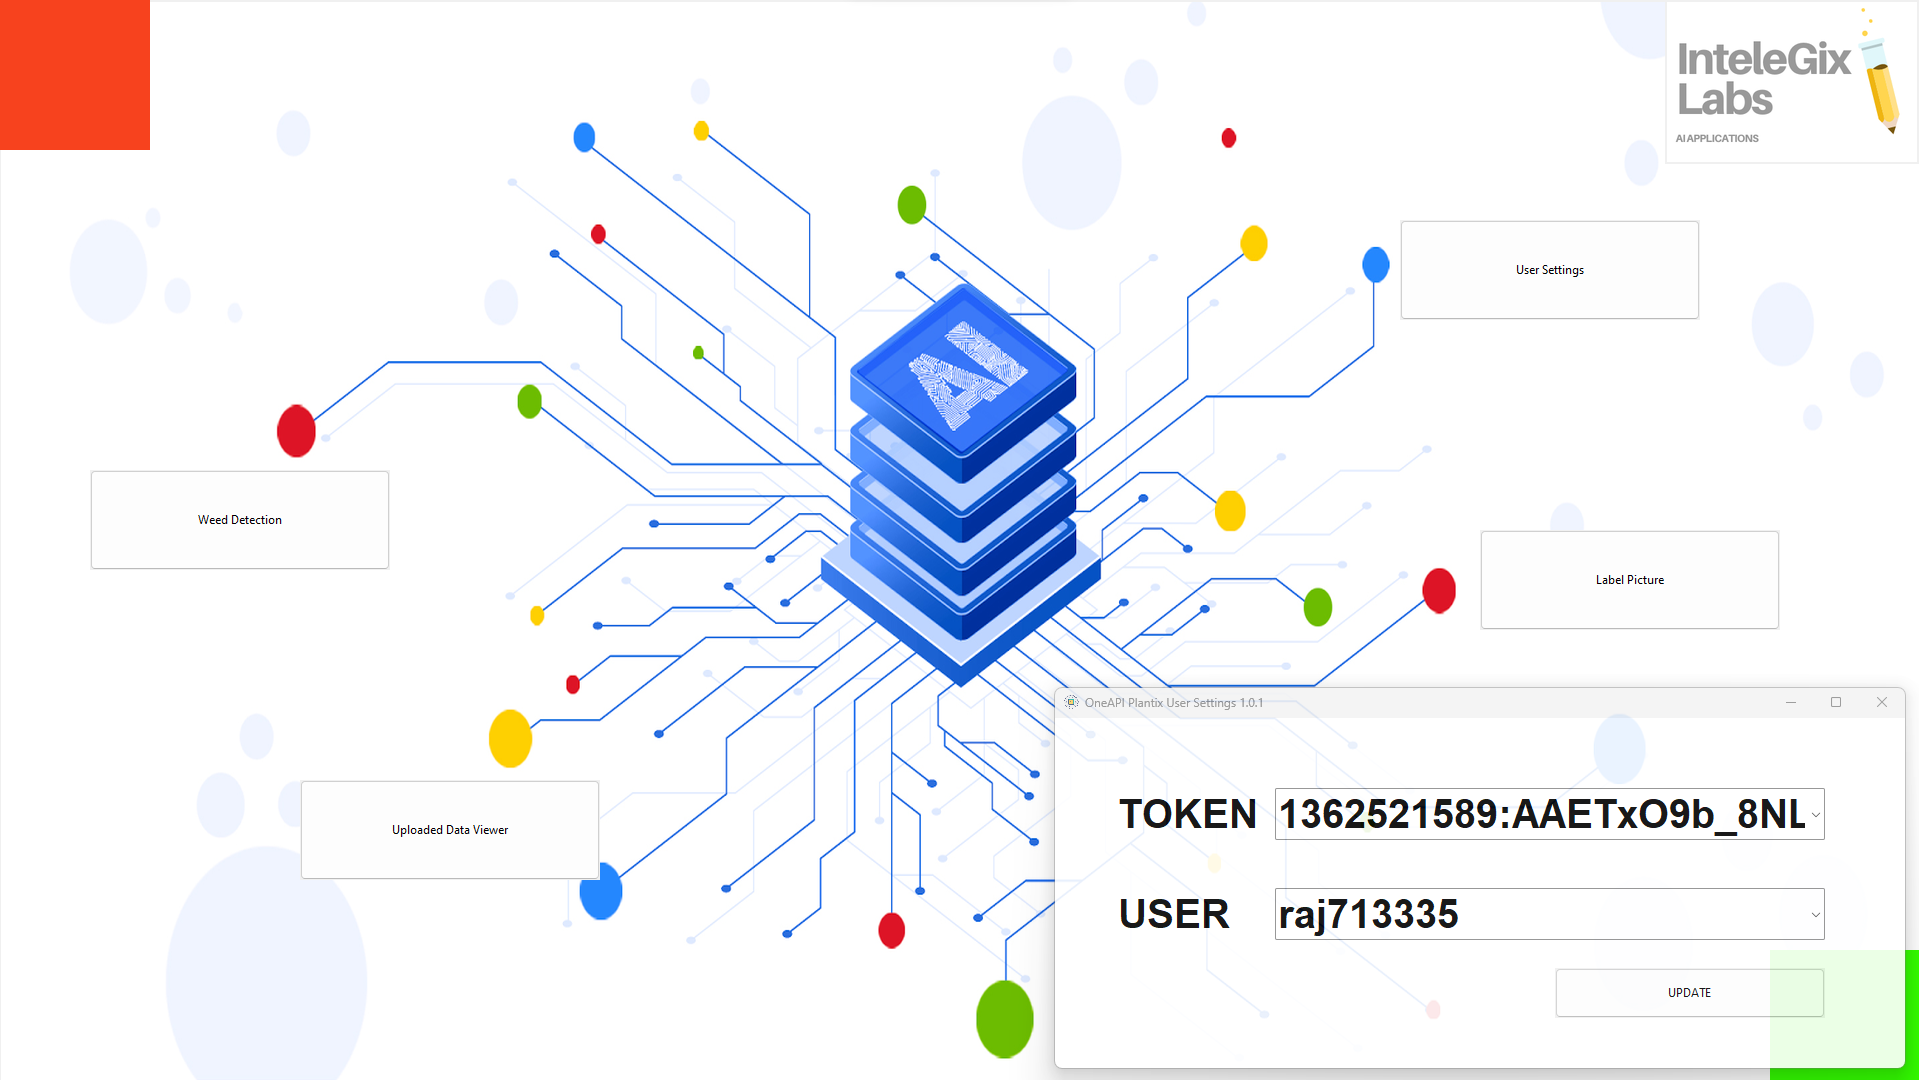 InteleGix
Labs
AI APPLICATIONS
User Settings
AI
Weed Detection
Label Picture
OneAPI Plantix User Settings 1.0.1
TOKEN 1362521589:AAETxO9b_8NL
Uploaded Data Viewer
USER raj713335
UPDATE